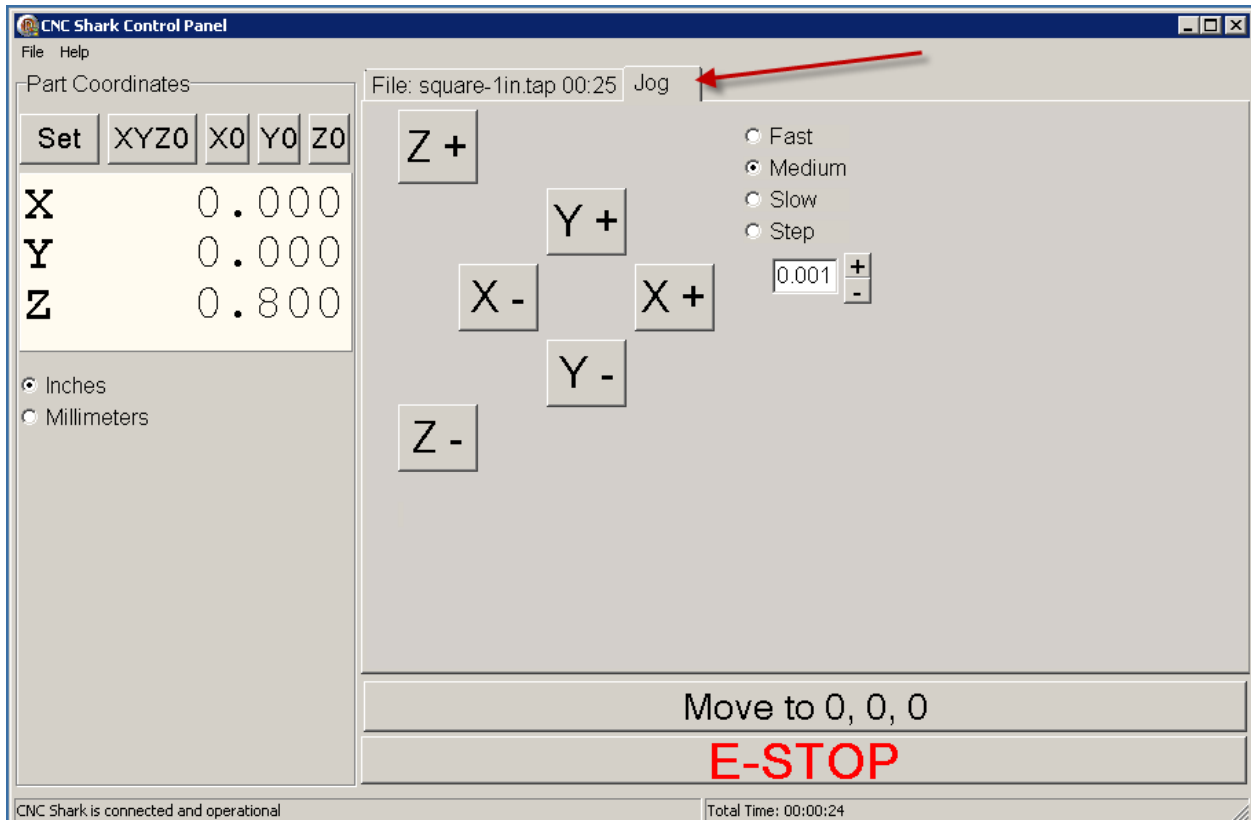 CNC Shark Control Panel
File Help
Part Coordinates
Set XYZ0 X0 Y0 Z0
X 0.000
Y 0.000
Z 0.800
Inches
Millimeters
File: square-1in.tap 00:25 Jog
Z +
Y +
X - X +
Y -
Z -
Fast
Medium
Slow
Step
0.001 + -
Move to 0, 0, 0
E-STOP
CNC Shark is connected and operational Total Time: 00:00:24